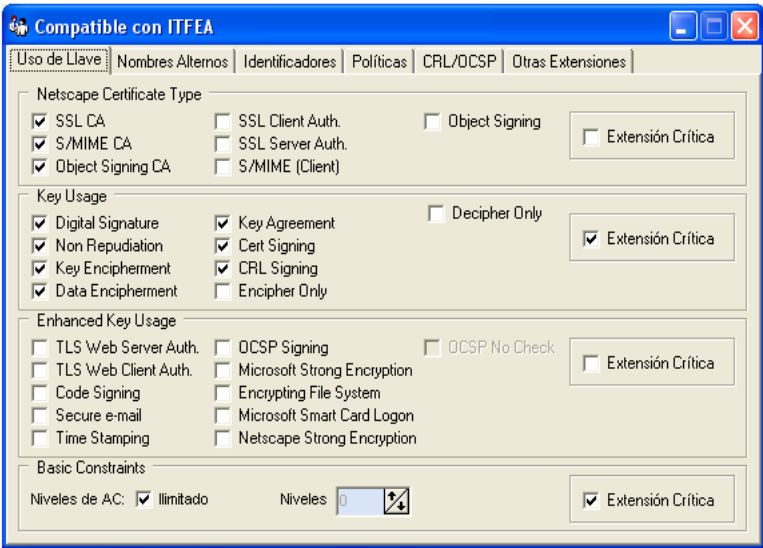 Compatible con ITFEA
Uso de Llave
Nombres Alternos
Identificadores
Políticas
CRL/OCSP
Otras Extensiones
Netscape Certificate Type
SSL CA
SSL Client Auth.
Object Signing
S/MIME CA
SSL Server Auth.
Object Signing CA
S/MIME (Client)
Extensión Crítica
Key Usage
Digital Signature
Key Agreement
Decipher Only
Non Repudiation
Cert Signing
Key Encipherment
CRL Signing
Data Encipherment
Encipher Only
Extensión Crítica
Enhanced Key Usage
TLS Web Server Auth.
OCSP Signing
OCSP No Check
TLS Web Client Auth.
Microsoft Strong Encryption
Code Signing
Encrypting File System
Secure e-mail
Microsoft Smart Card Logon
Time Stamping
Netscape Strong Encryption
Extensión Crítica
Basic Constraints
Niveles de AC:
Ilimitado
Niveles
0
Extensión Crítica